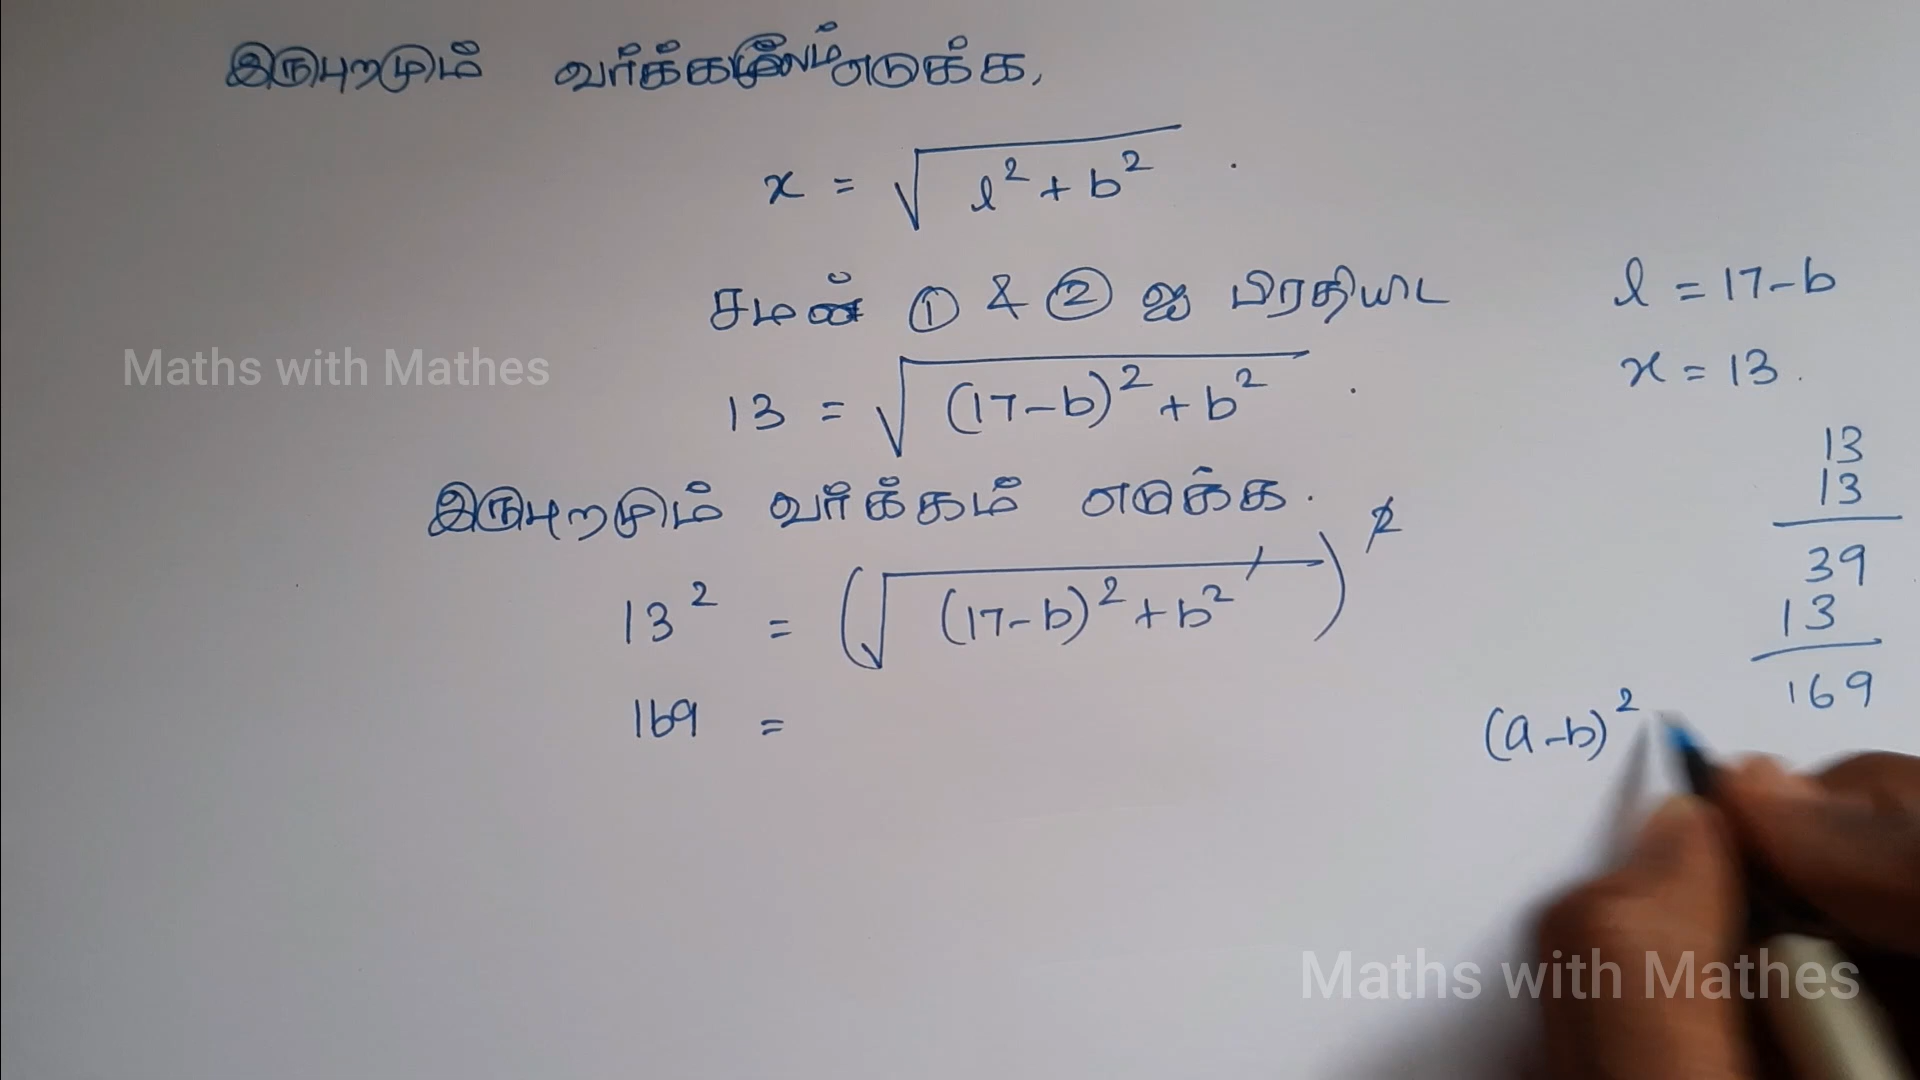 இருபுறமும் வர்க்கமூலம் எடுக்க,
x = √(l² + b²) .
சமன் ① & ② ஐ பிரதியிட
l = 17-b
x = 13 .
Maths with Mathes
13 = √((17-b)² + b²) .
இருபுறமும் வர்க்கம் எடுக்க .
13² = (√((17-b)² + b²))²
169 =
13
13
39
13
169
(a-b)²
Maths with Mathes